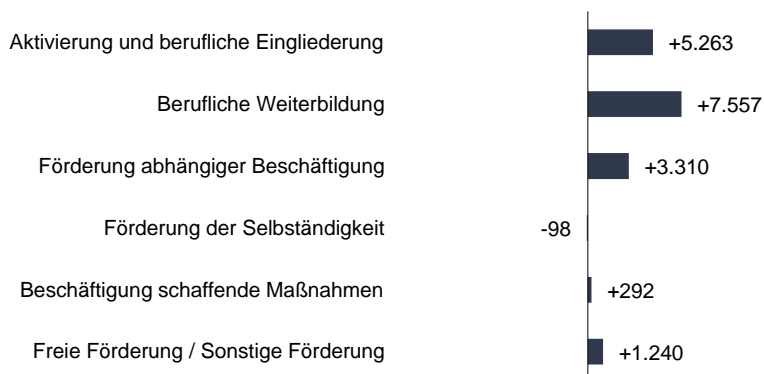 Aktivierung und berufliche Eingliederung +5.263
Berufliche Weiterbildung +7.557
Förderung abhängiger Beschäftigung +3.310
Förderung der Selbständigkeit -98
Beschäftigung schaffende Maßnahmen +292
Freie Förderung / Sonstige Förderung +1.240